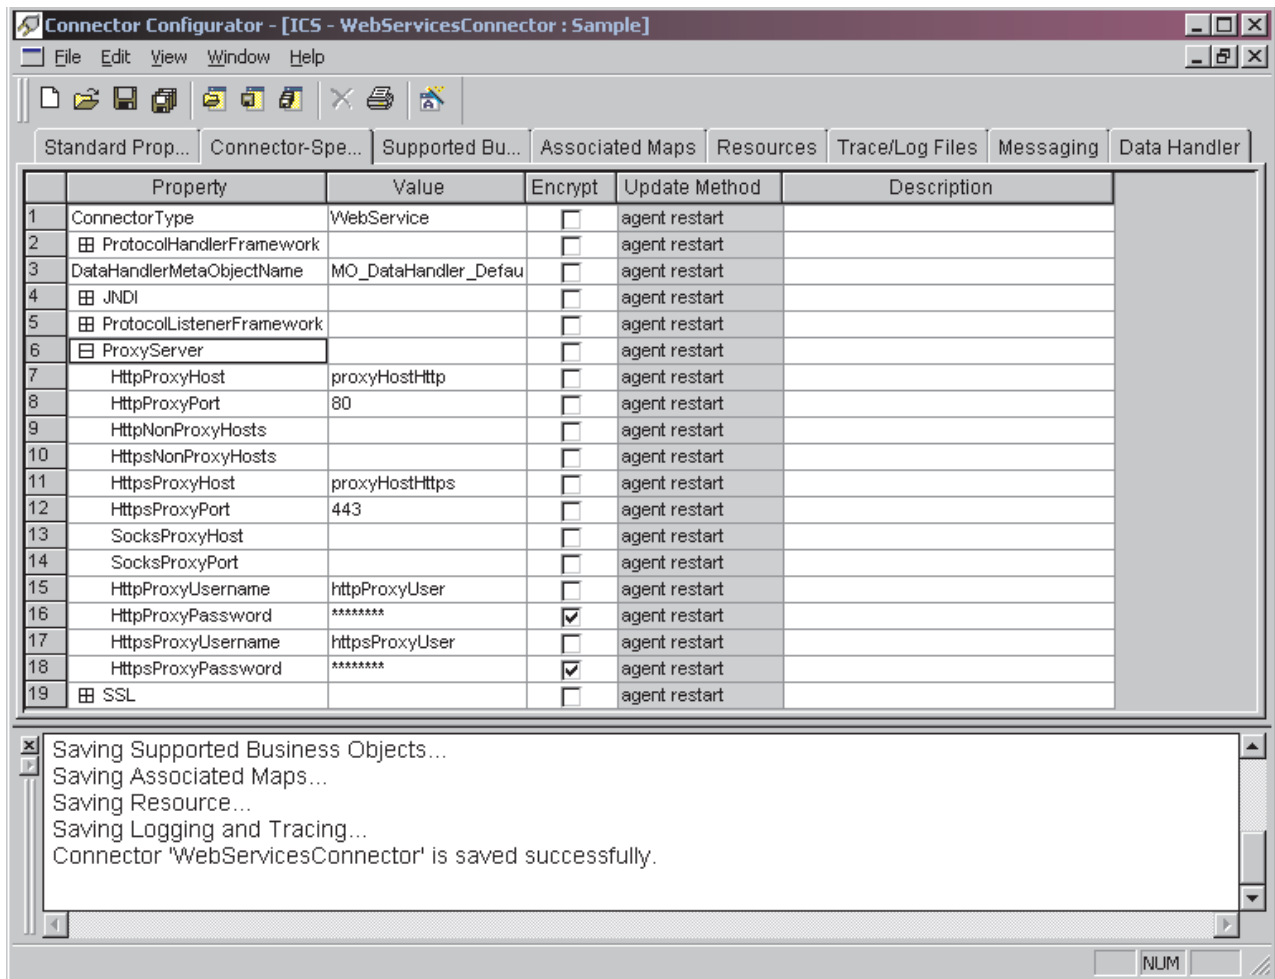 Connector Configurator - [ICS - WebServicesConnector : Sample]
File Edit View Window Help
Standard Prop... Connector-Spe... Supported Bu... Associated Maps Resources Trace/Log Files Messaging Data Handler
Property Value Encrypt Update Method Description
1 ConnectorType WebService agent restart
2 ProtocolHandlerFramework agent restart
3 DataHandlerMetaObjectName MO_DataHandler_Defau agent restart
4 JNDI agent restart
5 ProtocolListenerFramework agent restart
6 ProxyServer agent restart
7 HttpProxyHost proxyHostHttp agent restart
8 HttpProxyPort 80 agent restart
9 HttpNonProxyHosts agent restart
10 HttpsNonProxyHosts agent restart
11 HttpsProxyHost proxyHostHttps agent restart
12 HttpsProxyPort 443 agent restart
13 SocksProxyHost agent restart
14 SocksProxyPort agent restart
15 HttpProxyUsername httpProxyUser agent restart
16 HttpProxyPassword ******** agent restart
17 HttpsProxyUsername httpsProxyUser agent restart
18 HttpsProxyPassword ******** agent restart
19 SSL agent restart
Saving Supported Business Objects...
Saving Associated Maps...
Saving Resource...
Saving Logging and Tracing...
Connector 'WebServicesConnector' is saved successfully.
NUM